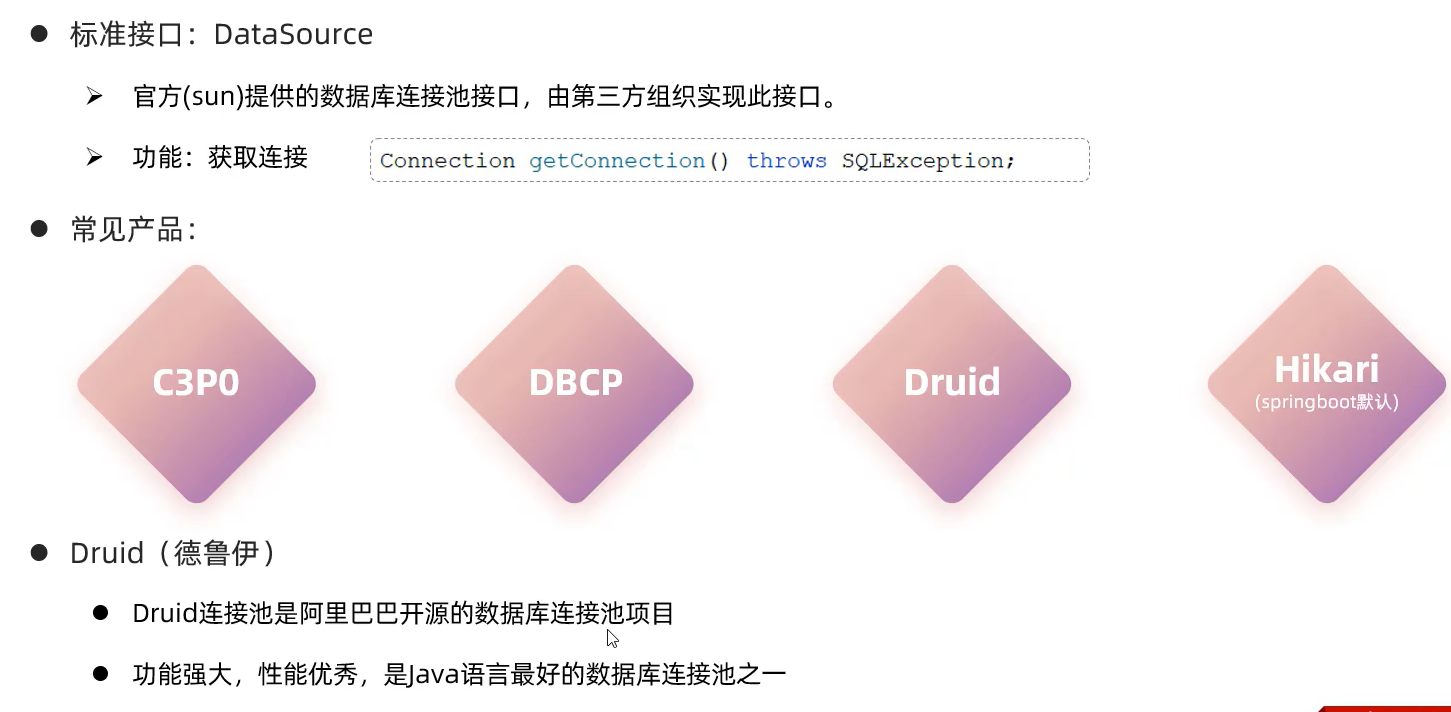 标准接口：DataSource
官方(sun)提供的数据库连接池接口，由第三方组织实现此接口。
功能：获取连接
Connection getConnection() throws SQLException;
常见产品：
C3P0
DBCP
Druid
Hikari
(springboot默认)
Druid（德鲁伊）
Druid连接池是阿里巴巴开源的数据库连接池项目
功能强大，性能优秀，是Java语言最好的数据库连接池之一